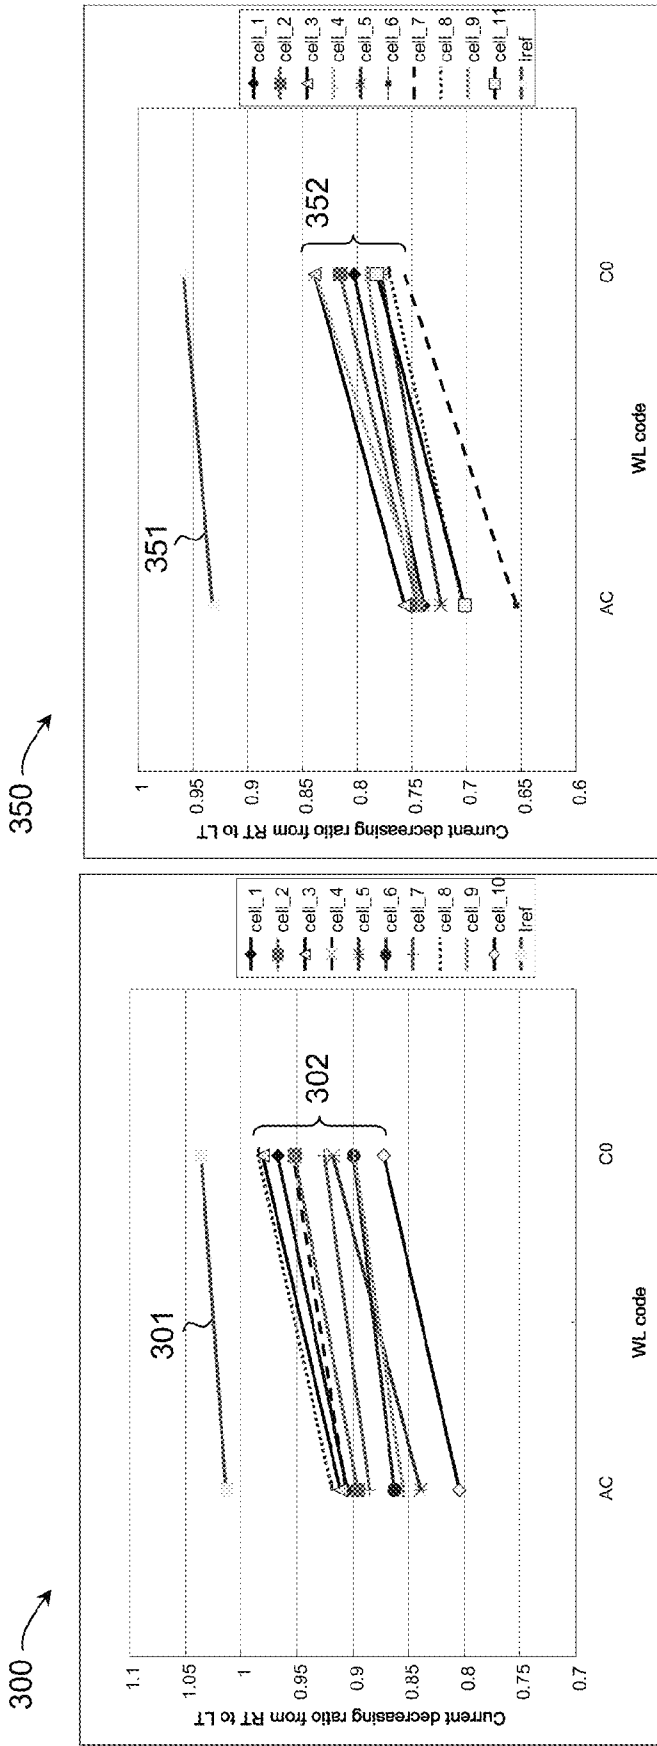 300
1.1
1.05
1
0.95
0.9
0.85
0.8
0.75
0.7
Current decreasing ratio from RT to LT
301
302
AC
C0
WL code
cell_1
cell_2
cell_3
cell_4
cell_5
cell_6
cell_7
cell_8
cell_9
cell_10
Iref
350
1
0.95
0.9
0.85
0.8
0.75
0.7
0.65
0.6
Current decreasing ratio from RT to LT
351
352
AC
C0
WL code
cell_1
cell_2
cell_3
cell_4
cell_5
cell_6
cell_7
cell_8
cell_9
cell_11
Iref